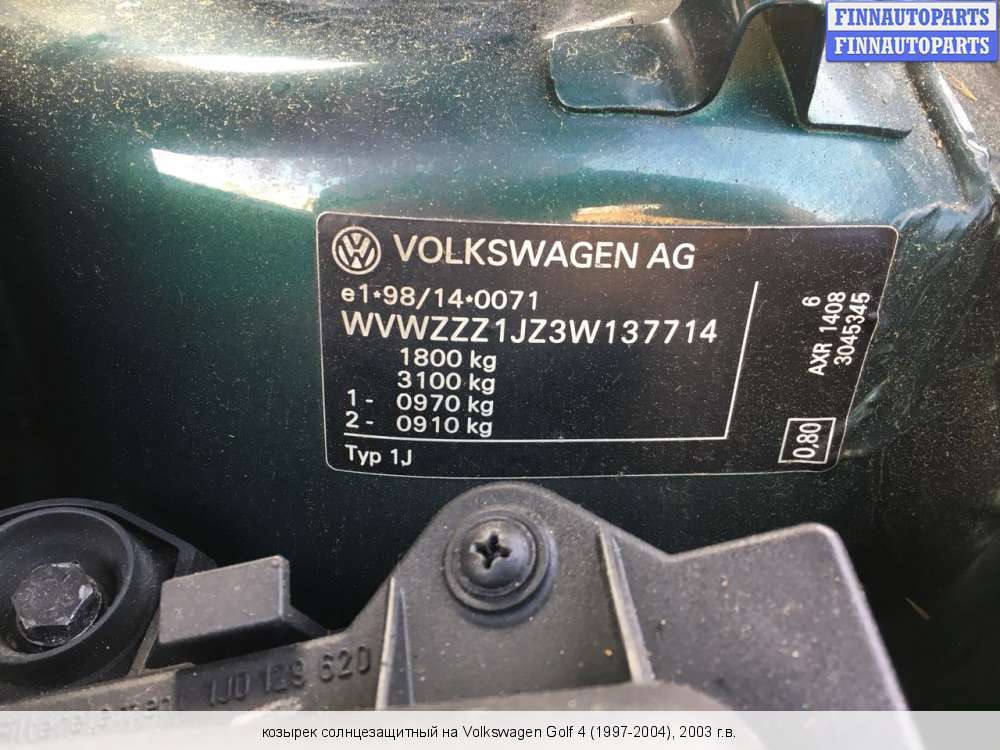 FINNAUTOPARTS
FINNAUTOPARTS
VOLKSWAGEN AG
e1*98/14*0071
WVWZZZ1JZ3W137714
1800 kg
3100 kg
1- 0970 kg
2- 0910 kg
Typ 1J
6
AXR 1408
3045345
0,80
1J0 129 620
козырек солнцезащитный на Volkswagen Golf 4 (1997-2004), 2003 г.в.